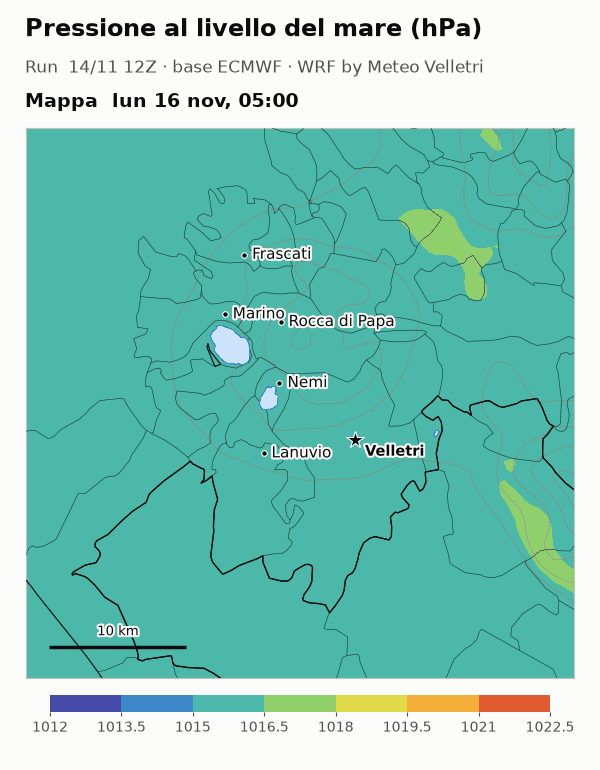 Pressione al livello del mare (hPa)
Run  14/11 12Z · base ECMWF · WRF by Meteo Velletri
Mappa  lun 16 nov, 05:00
Frascati
Marino
Rocca di Papa
Nemi
Velletri
Lanuvio
10 km
1012 1013.5 1015 1016.5 1018 1019.5 1021 1022.5